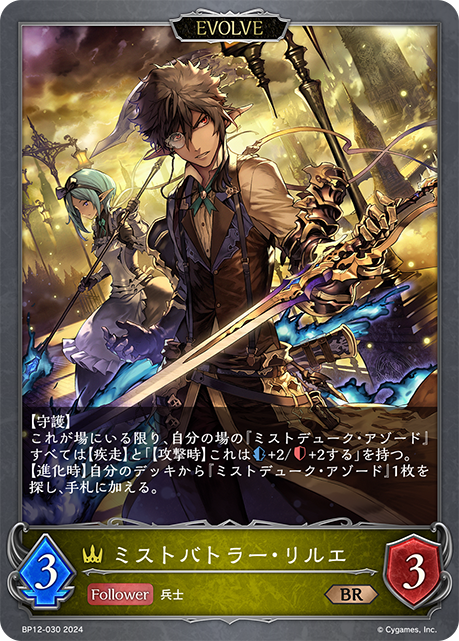 EVOLVE
【守護】
これが場にいる限り、自分の場の『ミストデューク・アゾード』
すべては【疾走】と「【攻撃時】これは+2/+2する」を持つ。
【進化時】自分のデッキから『ミストデューク・アゾード』1枚を
探し、手札に加える。
ミストバトラー・リルエ
3
Follower 兵士
BR
3
BP12-030 2024
© Cygames, Inc.